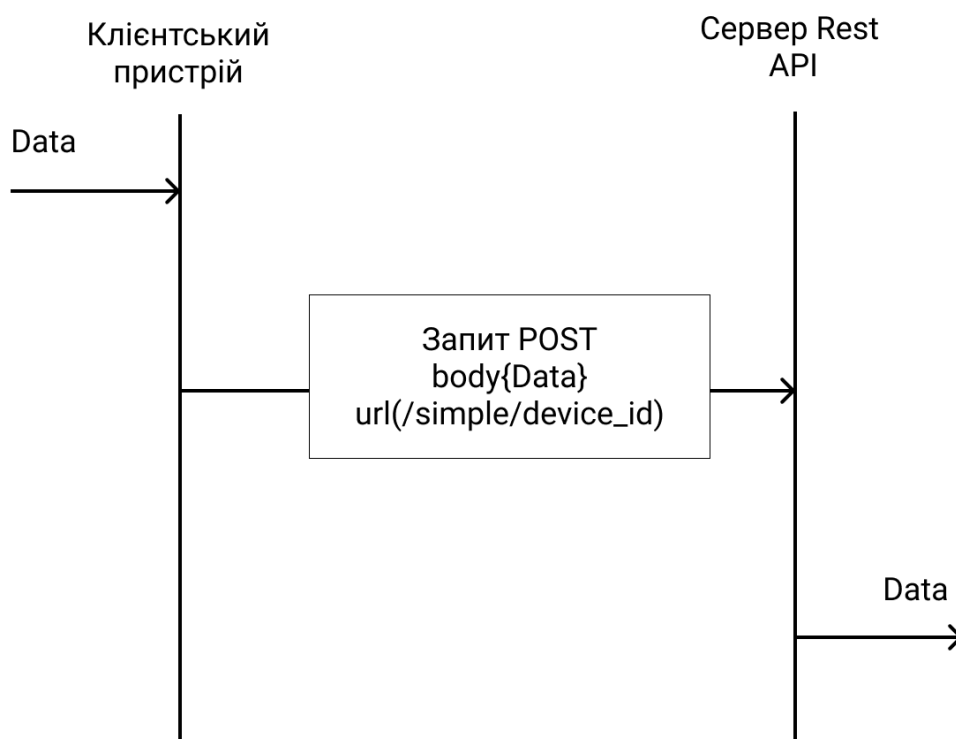 Клієнтський
пристрій
Сервер Rest
API
Data
Запит POST
body{Data}
url(/simple/device_id)
Data